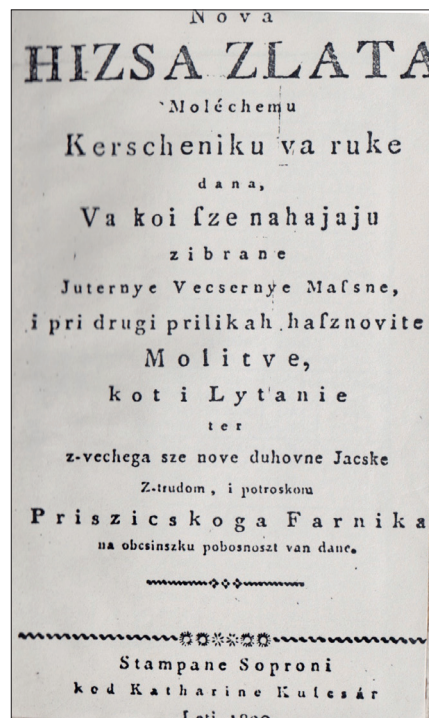 Nova
HIZSA ZLATA
Moléchemu
Kerscheniku va ruke
dana,
Va koi ſze nahajaju
zibrane
Juternye Vecsernye Maſsne,
i pri drugi prilikah haſznovite
Molitve,
kot i Lytanie
ter
z-vechega sze nove duhovne Jacske
Z-trudom, i potroskom
Priszicskoga Farnika
na obcsinszku pobosnoszt van dane.
Stampane Soproni
kod Katharine Kulcsár
Leti